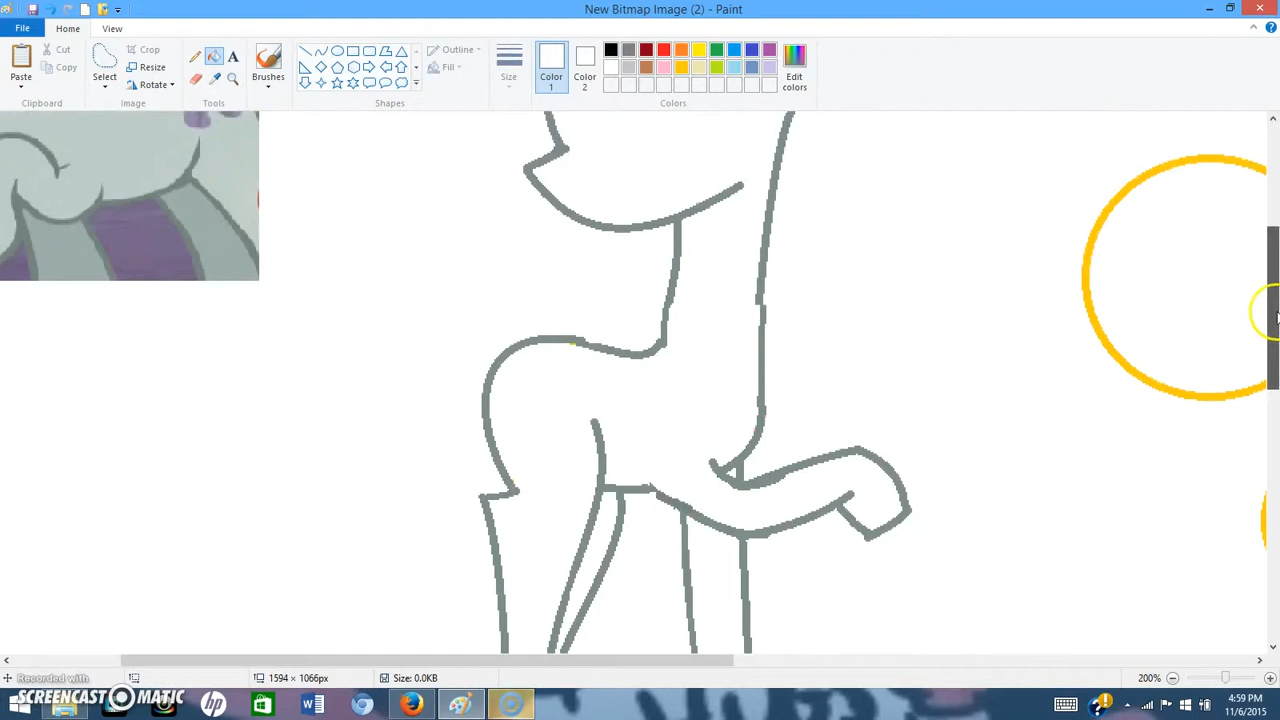 New Bitmap Image (2) - Paint
File Home View
Paste
Cut
Copy
Clipboard
Select
Crop
Resize
Rotate
Image
A
Tools
Brushes
Outline
Fill
Shapes
Size
Color 1
Color 2
Edit colors
Colors
1594 × 1066px
Size: 0.0KB
200%
Recorded with
SCREENCAST MATIC
4:59 PM
11/6/2015